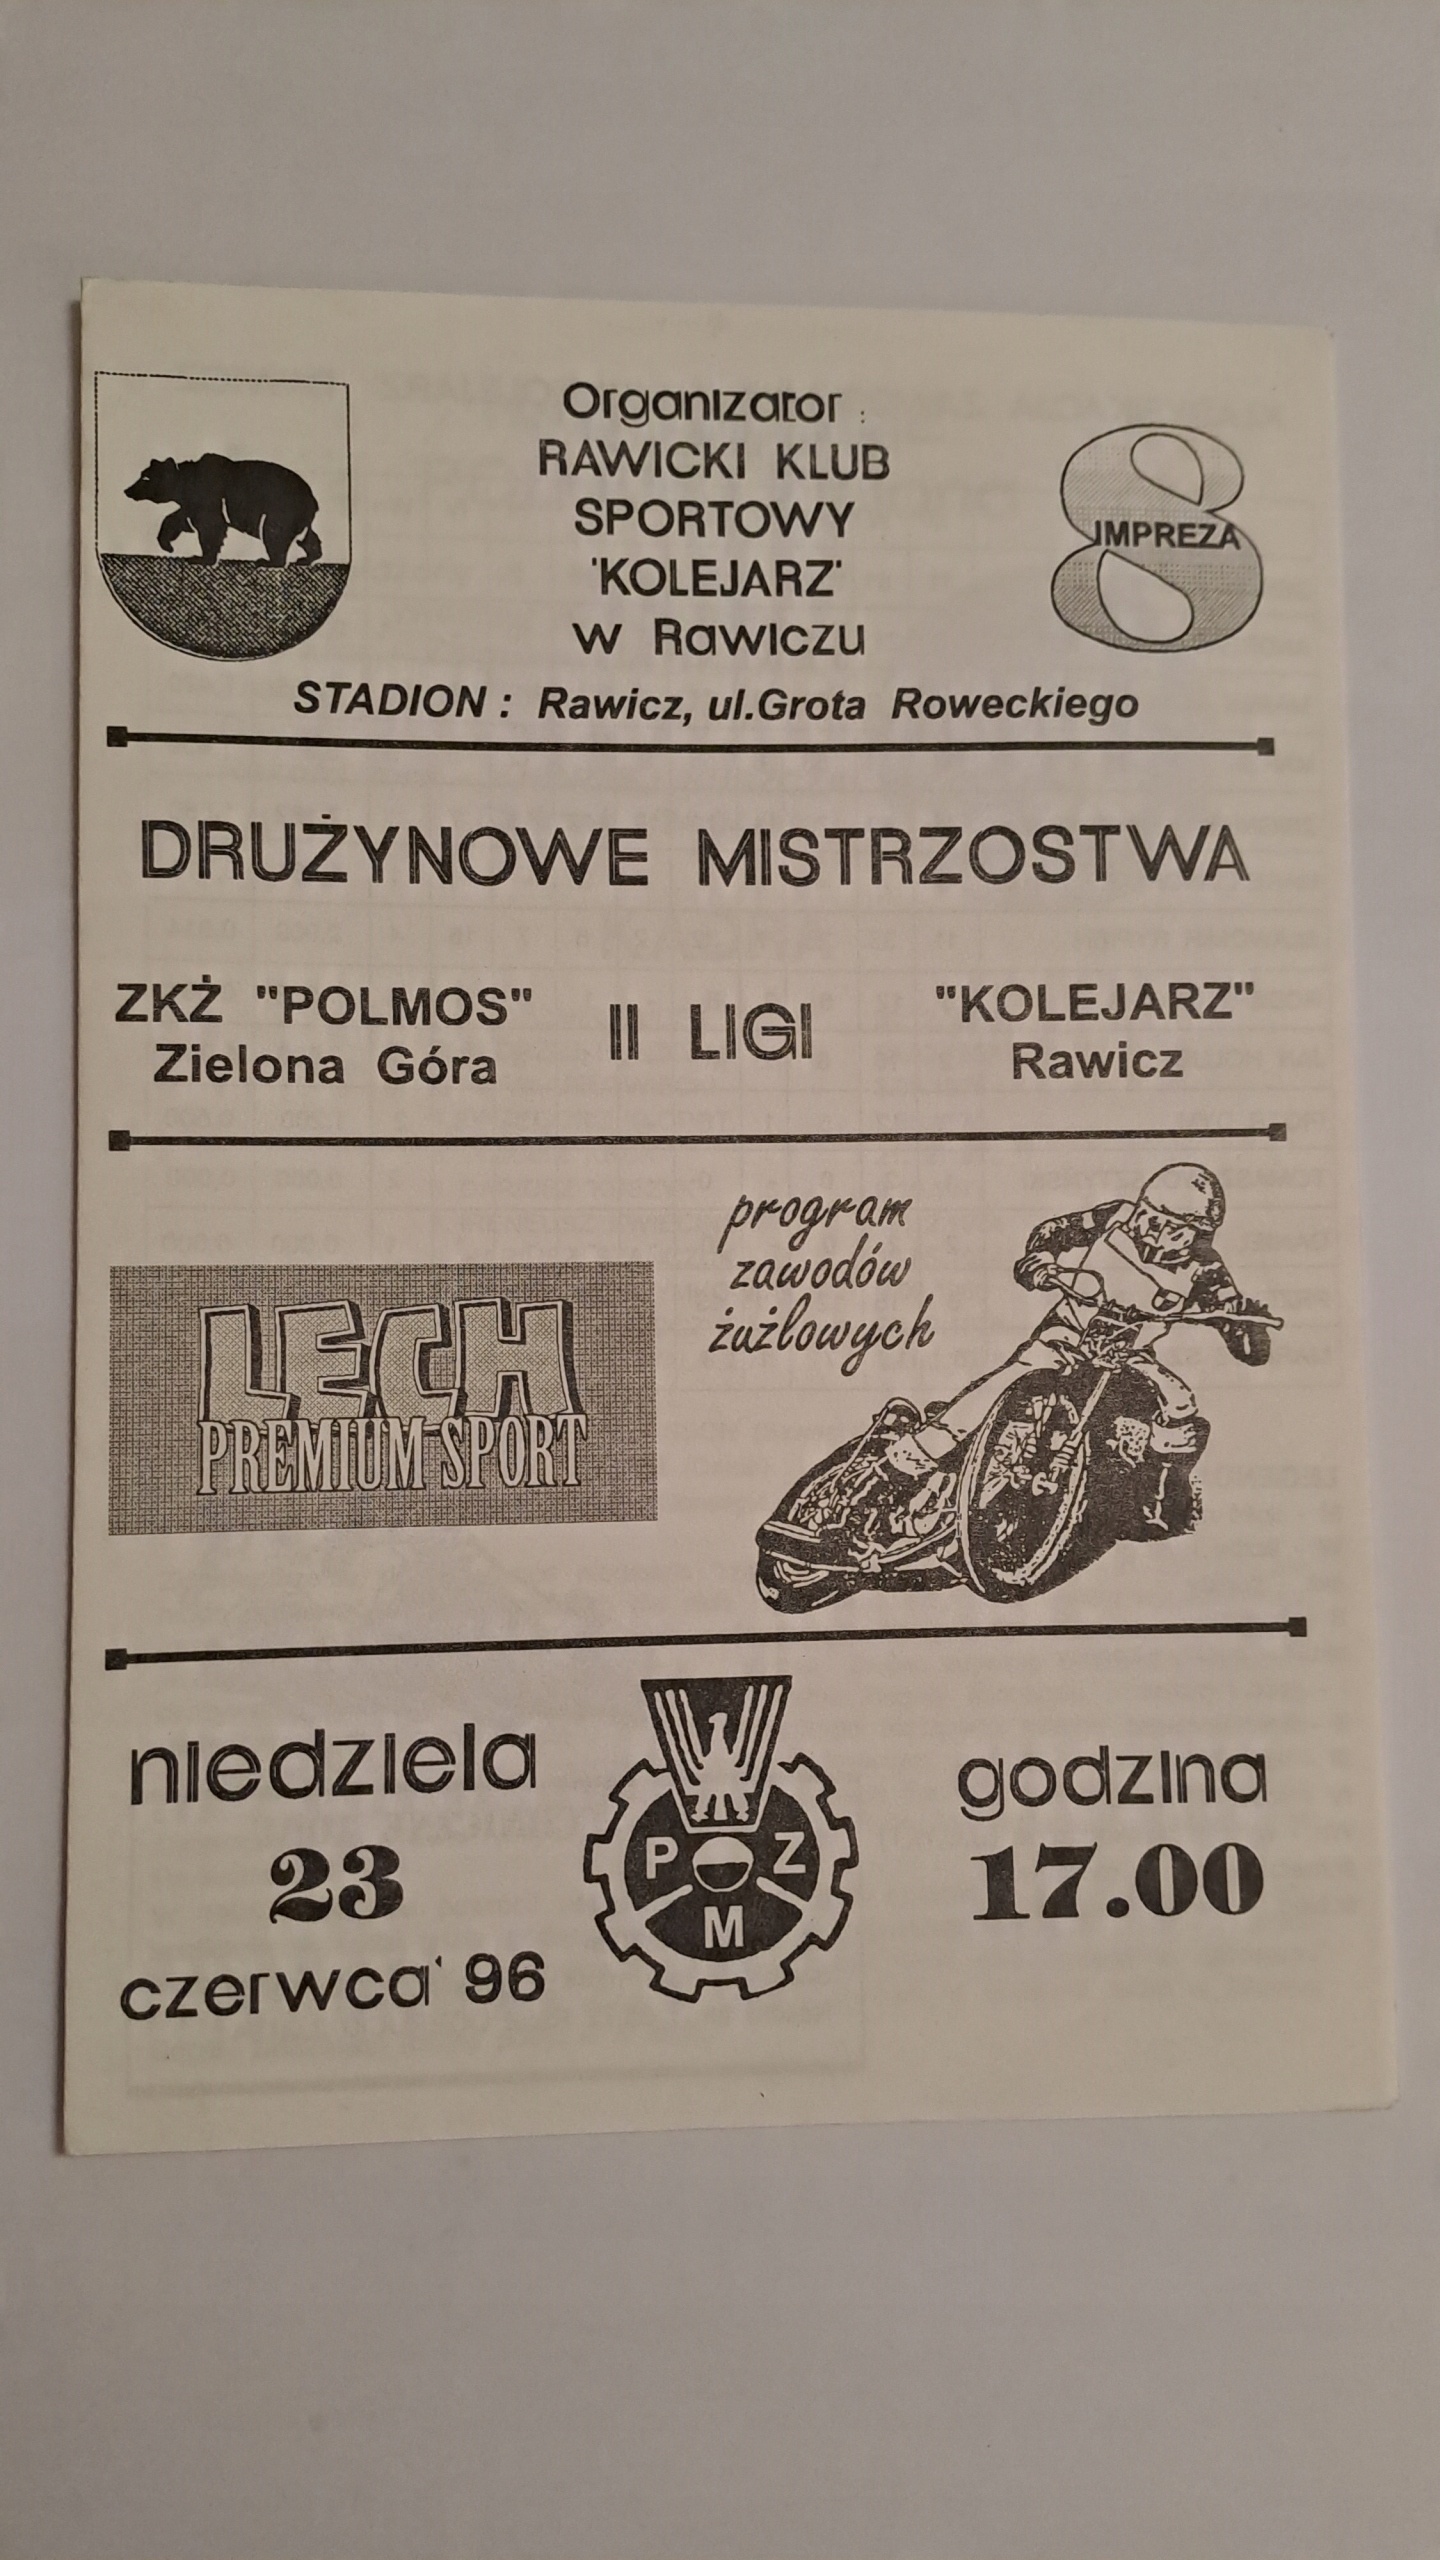 Organizator :
RAWICKI KLUB
SPORTOWY
'KOLEJARZ'
w Rawiczu
8
IMPREZA
STADION : Rawicz, ul.Grota Roweckiego
DRUŻYNOWE MISTRZOSTWA
II LIGI
ZKŻ "POLMOS"
Zielona Góra
"KOLEJARZ"
Rawicz
program
zawodów
żużlowych
LECH
PREMIUM SPORT
niedziela
23
czerwca' 96
P Z
M
godzina
17.00